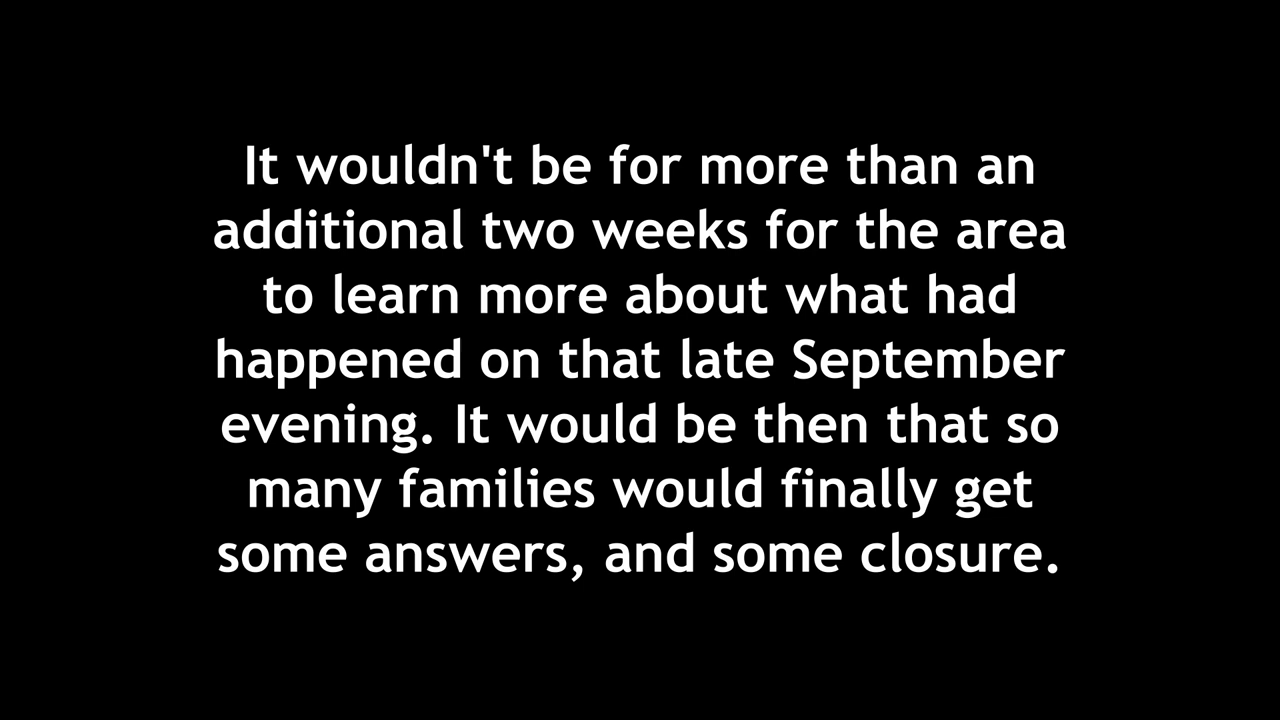 It wouldn't be for more than an
additional two weeks for the area
to learn more about what had
happened on that late September
evening. It would be then that so
many families would finally get
some answers, and some closure.